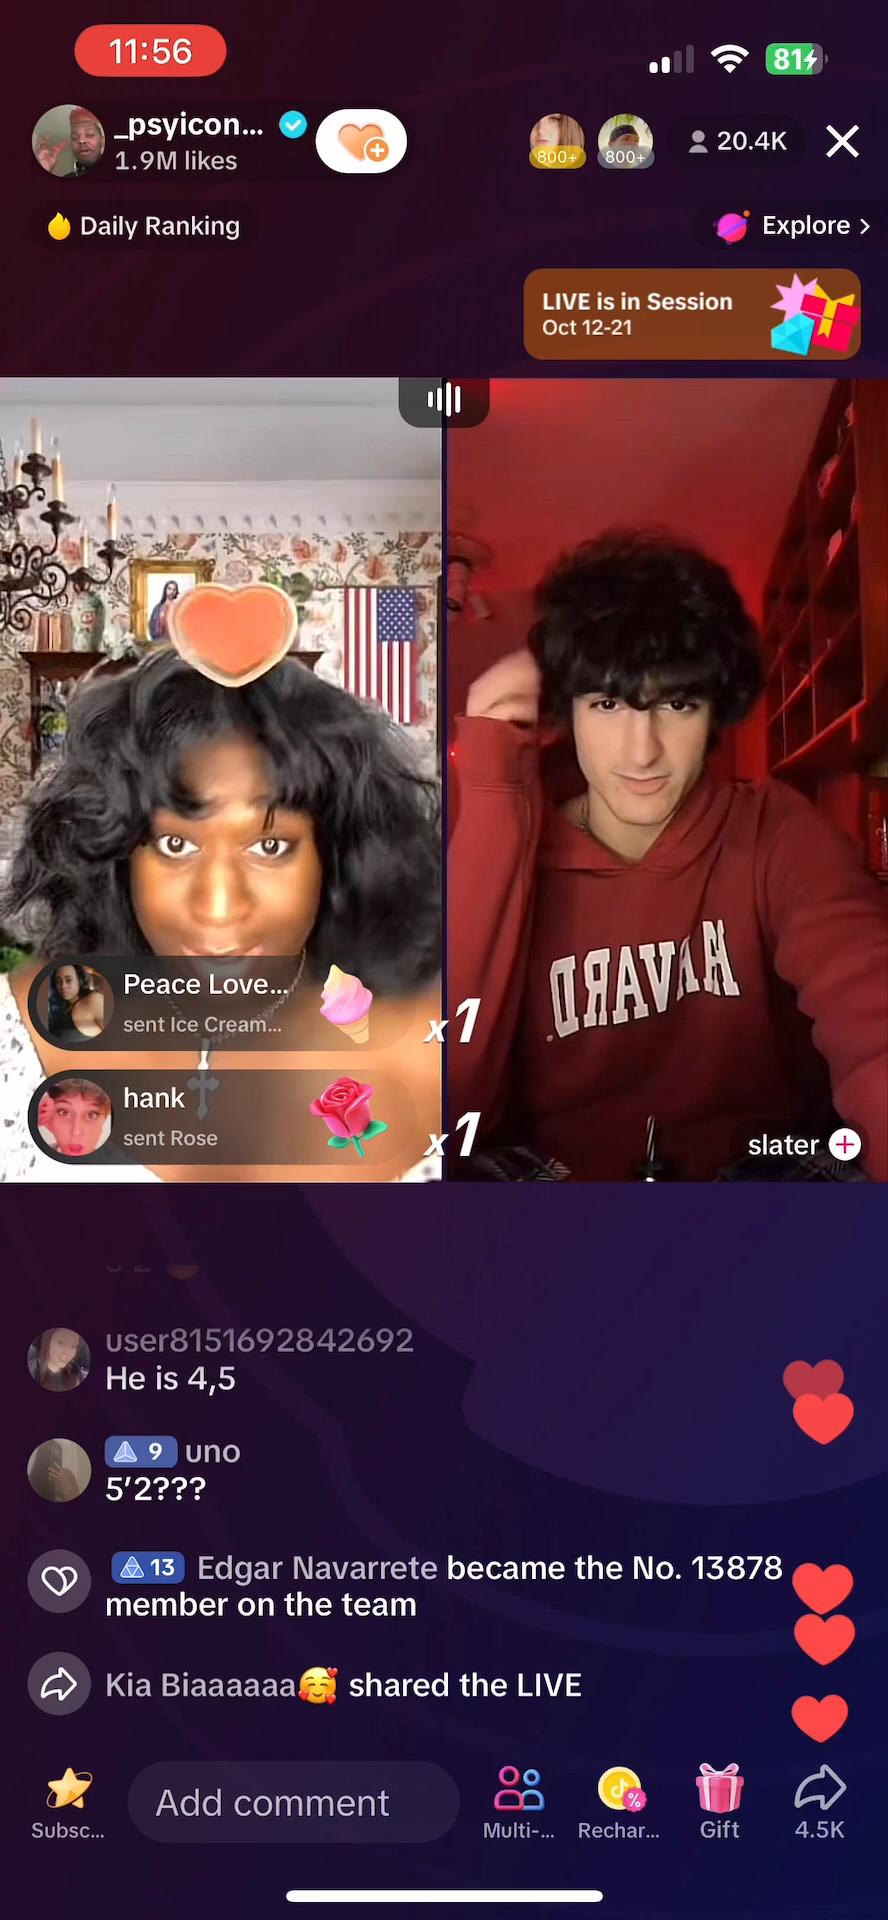 11:56
81
_psyicon...
1.9M likes
800+
800+
20.4K
Daily Ranking
Explore >
LIVE is in Session
Oct 12-21
HARVARD
Peace Love...
sent Ice Cream...
x1
hank
sent Rose
x1
slater
user8151692842692
He is 4,5
9 uno
5'2???
13 Edgar Navarrete became the No. 13878
member on the team
Kia Biaaaaaa🥰 shared the LIVE
Subsc...
Add comment
Multi-...
Rechar...
Gift
4.5K